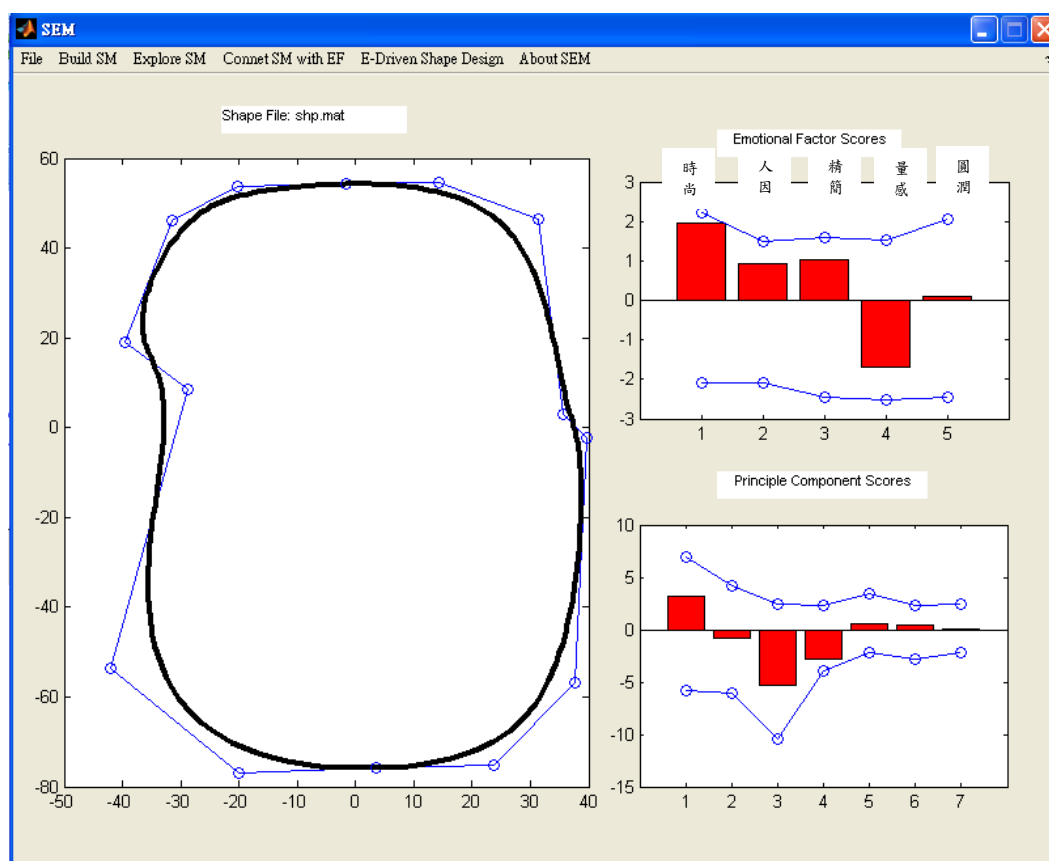 SEM
File Build SM Explore SM Connet SM with EF E-Driven Shape Design About SEM
Shape File: shp.mat
60
40
20
0
-20
-40
-60
-80
-50 -40 -30 -20 -10 0 10 20 30 40
Emotional Factor Scores
時尚 人因 精簡 量感 圓潤
3
2
1
0
-1
-2
-3
1 2 3 4 5
Principle Component Scores
10
5
0
-5
-10
-15
1 2 3 4 5 6 7